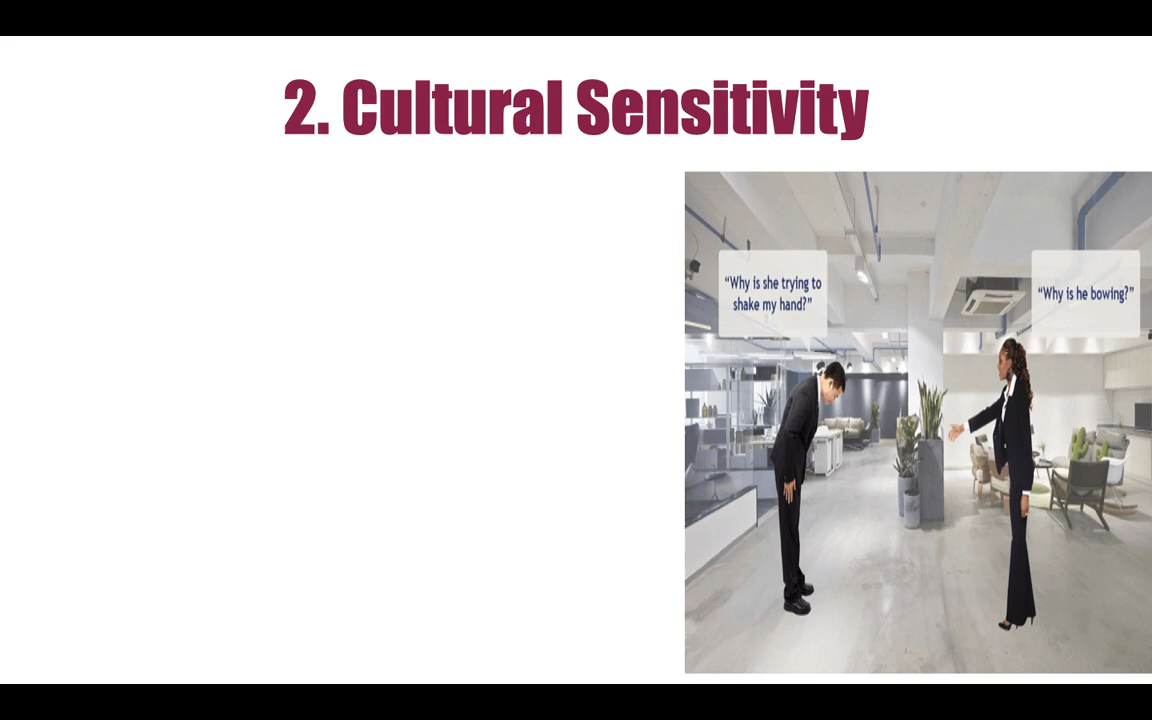 2. Cultural Sensitivity
“Why is she trying to
shake my hand?”
“Why is he bowing?”